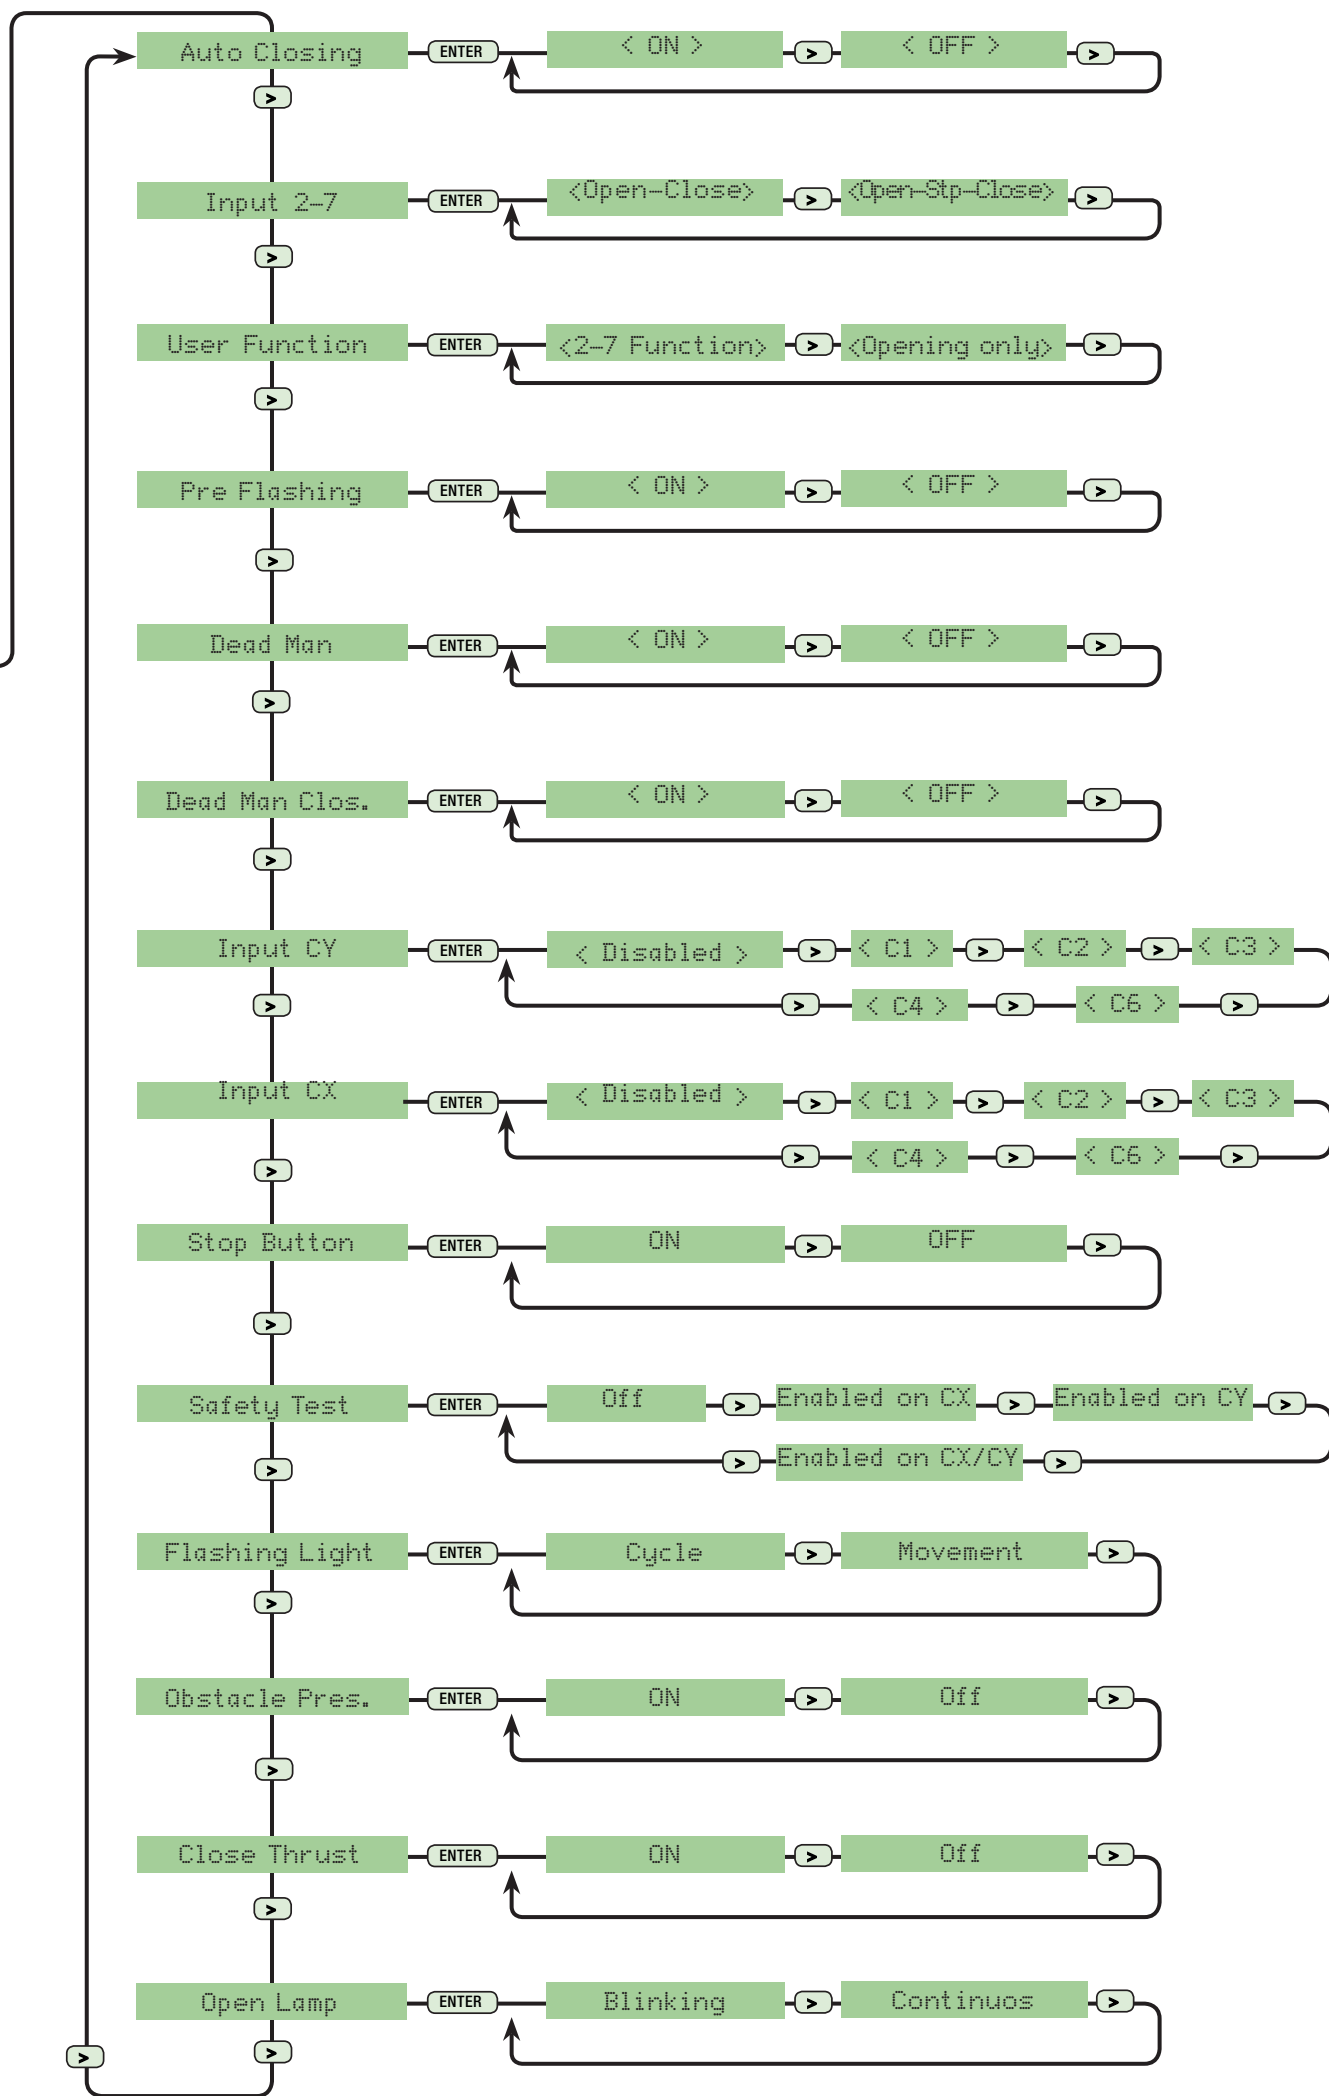 Auto Closing ENTER < ON > > < OFF > >
>
Input 2-7 ENTER <Open-Close> > <Open-Stp-Close> >
>
User Function ENTER <2-7 Function> > <Opening only> >
>
Pre Flashing ENTER < ON > > < OFF > >
>
Dead Man ENTER < ON > > < OFF > >
>
Dead Man Clos. ENTER < ON > > < OFF > >
>
Input CY ENTER < Disabled > > < C1 > > < C2 > > < C3 >
> > < C4 > > < C6 > >
Input CX ENTER < Disabled > > < C1 > > < C2 > > < C3 >
> > < C4 > > < C6 > >
Stop Button ENTER ON > OFF >
>
Safety Test ENTER Off > Enabled on CX > Enabled on CY >
> > Enabled on CX/CY >
Flashing Light ENTER Cycle > Movement >
>
Obstacle Pres. ENTER ON > Off >
>
Close Thrust ENTER ON > Off >
>
Open Lamp ENTER Blinking > Continuos >
> >